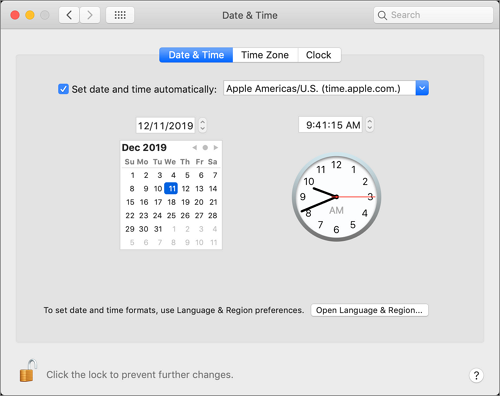 Date & Time
Search
Date & Time Time Zone Clock
Set date and time automatically: Apple Americas/U.S. (time.apple.com.)
12/11/2019 9:41:15 AM
Dec 2019
Su Mo Tu We Th Fr Sa
1 2 3 4 5 6 7
8 9 10 11 12 13 14
15 16 17 18 19 20 21
22 23 24 25 26 27 28
29 30 31 1 2 3 4
5 6 7 8 9 10 11
12 1 2 3 4 5 6 7 8 9 10 11
AM
To set date and time formats, use Language & Region preferences. Open Language & Region...
Click the lock to prevent further changes. ?